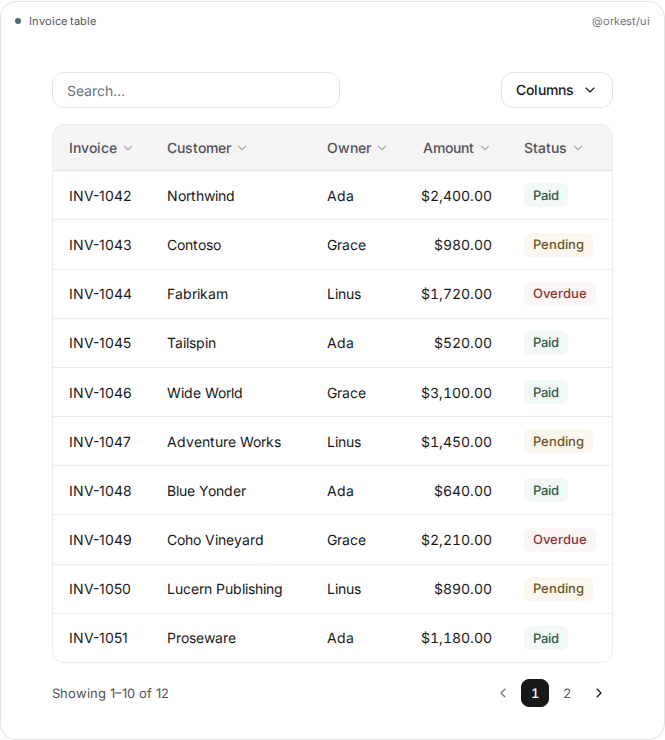 Invoice table @orkest/ui
Search...
Columns
Invoice Customer Owner Amount Status
INV-1042 Northwind Ada $2,400.00 Paid
INV-1043 Contoso Grace $980.00 Pending
INV-1044 Fabrikam Linus $1,720.00 Overdue
INV-1045 Tailspin Ada $520.00 Paid
INV-1046 Wide World Grace $3,100.00 Paid
INV-1047 Adventure Works Linus $1,450.00 Pending
INV-1048 Blue Yonder Ada $640.00 Paid
INV-1049 Coho Vineyard Grace $2,210.00 Overdue
INV-1050 Lucern Publishing Linus $890.00 Pending
INV-1051 Proseware Ada $1,180.00 Paid
Showing 1–10 of 12 1 2